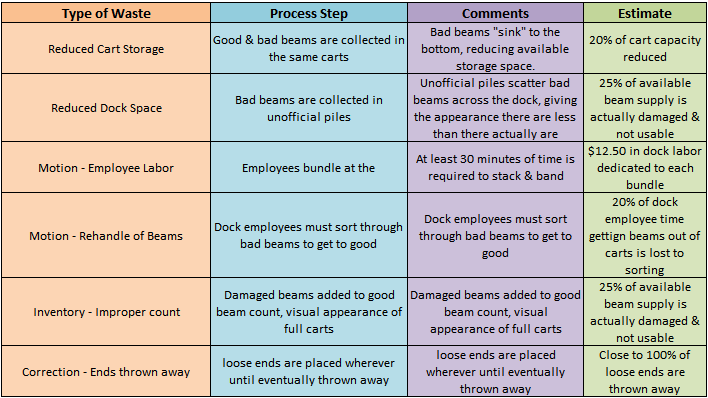 Type of Waste
Process Step
Comments
Estimate
Reduced Cart Storage
Good & bad beams are collected in
the same carts
Bad beams "sink" to the
bottom, reducing available
storage space.
20% of cart capacity
reduced
Reduced Dock Space
Bad beams are collected in
unofficial piles
Unofficial piles scatter bad
beams across the dock, giving
the appearance there are less
than there actually are
25% of available
beam supply is
actually damaged &
not usable
Motion - Employee Labor
Employees bundle at the
At least 30 minutes of time is
required to stack & band
$12.50 in dock labor
dedicated to each
bundle
Motion - Rehandle of Beams
Dock employees must sort through
bad beams to get to good
Dock employees must sort
through bad beams to get to
good
20% of dock
employee time
gettign beams out of
carts is lost to
sorting
Inventory - Improper count
Damaged beams added to good
beam count, visual appearance of
full carts
Damaged beams added to good
beam count, visual
appearance of full carts
25% of available
beam supply is
actually damaged &
not usable
Correction - Ends thrown away
loose ends are placed wherever
until eventually thrown away
loose ends are placed
wherever until eventually
thrown away
Close to 100% of
loose ends are
thrown away